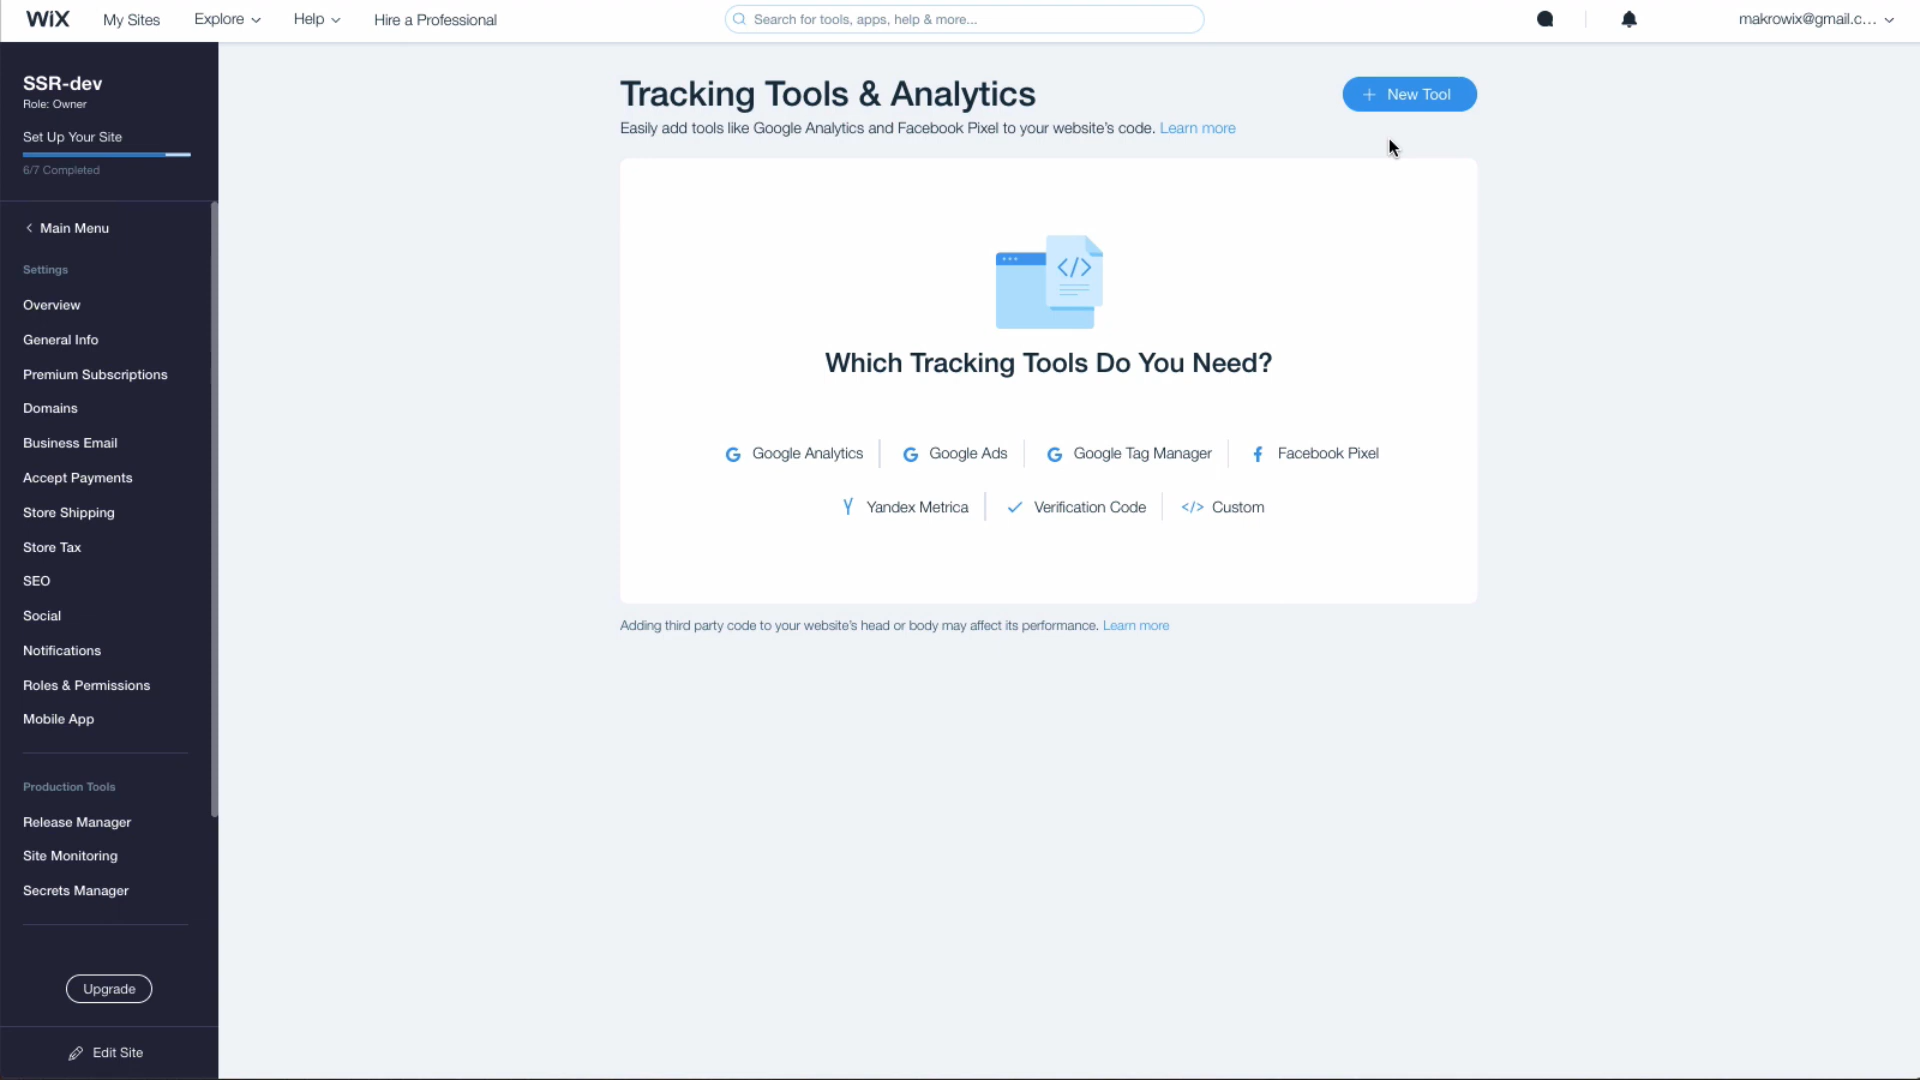 WiX My Sites Explore Help Hire a Professional Search for tools, apps, help & more... makrowix@gmail.c...
SSR-dev
Role: Owner
Set Up Your Site
6/7 Completed
Main Menu
Settings
Overview
General Info
Premium Subscriptions
Domains
Business Email
Accept Payments
Store Shipping
Store Tax
SEO
Social
Notifications
Roles & Permissions
Mobile App
Production Tools
Release Manager
Site Monitoring
Secrets Manager
Upgrade
Edit Site
Tracking Tools & Analytics
+ New Tool
Easily add tools like Google Analytics and Facebook Pixel to your website's code. Learn more
</>
Which Tracking Tools Do You Need?
G Google Analytics G Google Ads G Google Tag Manager f Facebook Pixel
Y Yandex Metrica Verification Code </> Custom
Adding third party code to your website's head or body may affect its performance. Learn more